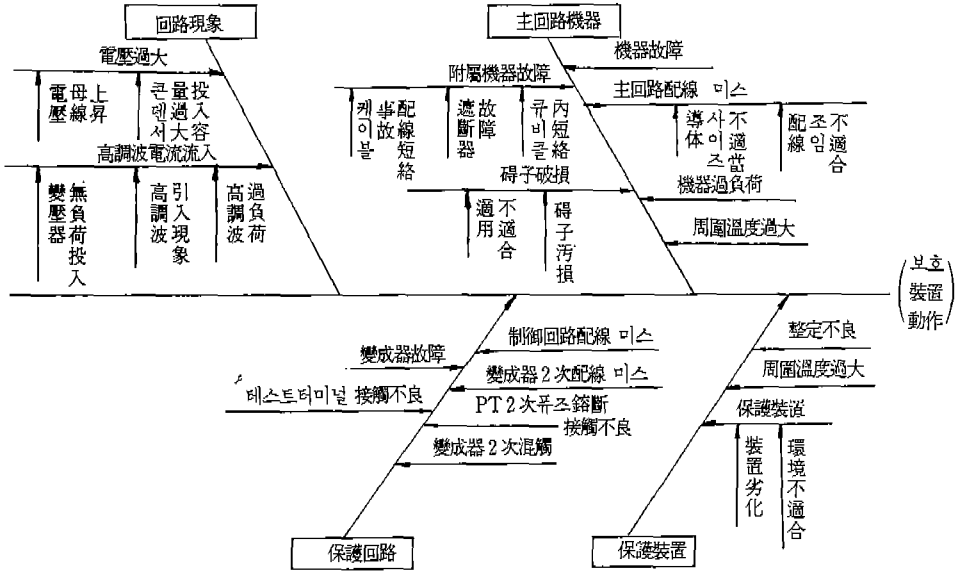 回路現象
電壓過大
母線電壓
上昇
콘덴서
量過大
投入容
高調波電流流入
變壓器
無負荷投入
高調波
引入現象
高調波
過負荷
主回路機器
機器故障
附屬機器故障
케이블
事故
配線短絡
遮斷器
故障
큐비클
內短絡
主回路配線 미스
導体
사이즈
不適當
配線
조임
不適合
碍子破損
適用
不適合
碍子汚損
機器過負荷
周圍溫度過大
보호
裝置
動作
制御回路配線 미스
變成器故障
變成器2次配線 미스
테스트터미널 接觸不良
PT2次퓨즈熔斷
接觸不良
變成器2次混觸
保護回路
整定不良
周圍溫度過大
保護裝置
裝置劣化
環境不適合
保護裝置